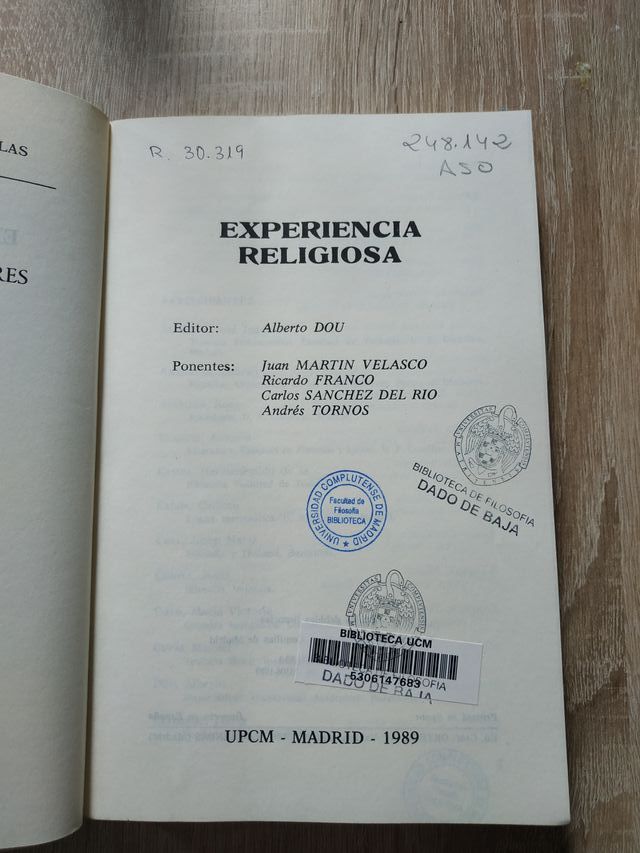 LAS
RES
R. 30.319
248.142
ASO
EXPERIENCIA
RELIGIOSA
Editor: Alberto DOU
Ponentes: Juan MARTIN VELASCO
Ricardo FRANCO
Carlos SANCHEZ DEL RIO
Andrés TORNOS
BIBLIOTECA DE FILOSOFIA
DADO DE BAJA
UNIVERSIDAD COMPLUTENSE DE MADRID
Facultad de
Filosofía
BIBLIOTECA
BIBLIOTECA UCM
5306147683
DADO DE BAJA
UPCM - MADRID - 1989